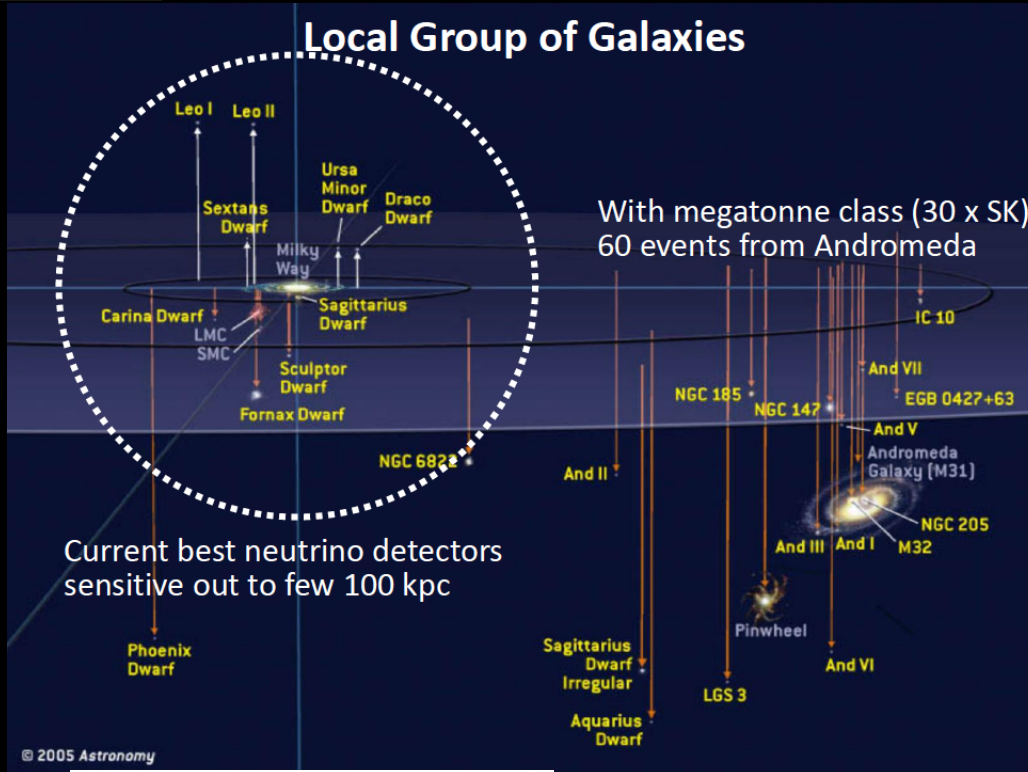 Local Group of Galaxies
Leo I
Leo II
Ursa
Minor
Dwarf
Draco
Dwarf
Sextans
Dwarf
Milky
Way
With megatonne class (30 x SK)
60 events from Andromeda
Carina Dwarf
LMC
SMC
Sagittarius
Dwarf
Sculptor
Dwarf
Fornax Dwarf
IC 10
And VII
NGC 185
NGC 147
EGB 0427+63
And V
NGC 6822
And II
Andromeda
Galaxy (M31)
NGC 205
And III
And I
M32
Current best neutrino detectors
sensitive out to few 100 kpc
Pinwheel
Phoenix
Dwarf
Sagittarius
Dwarf
Irregular
And VI
LGS 3
Aquarius
Dwarf
© 2005 Astronomy